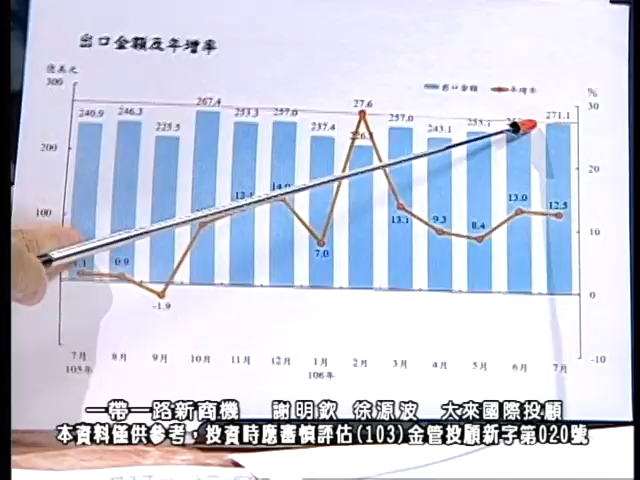 出口金額及年增率
億美元
出口金額 年增率
%
300
200
100
30
20
10
0
-10
240.9 246.3 225.5 267.4 253.3 257.0 237.4 257.0 243.1 271.1
27.6
0.9 -1.9 14.0 7.0 13.1 9.3 8.4 13.0 12.5
7月 8月 9月 10月 11月 12月 1月 2月 3月 4月 5月 6月 7月
105年 106年
一帶一路新商機 謝明欽 徐源波 大來國際投顧
本資料僅供參考，投資時應審慎評估(103)金管投顧新字第020號